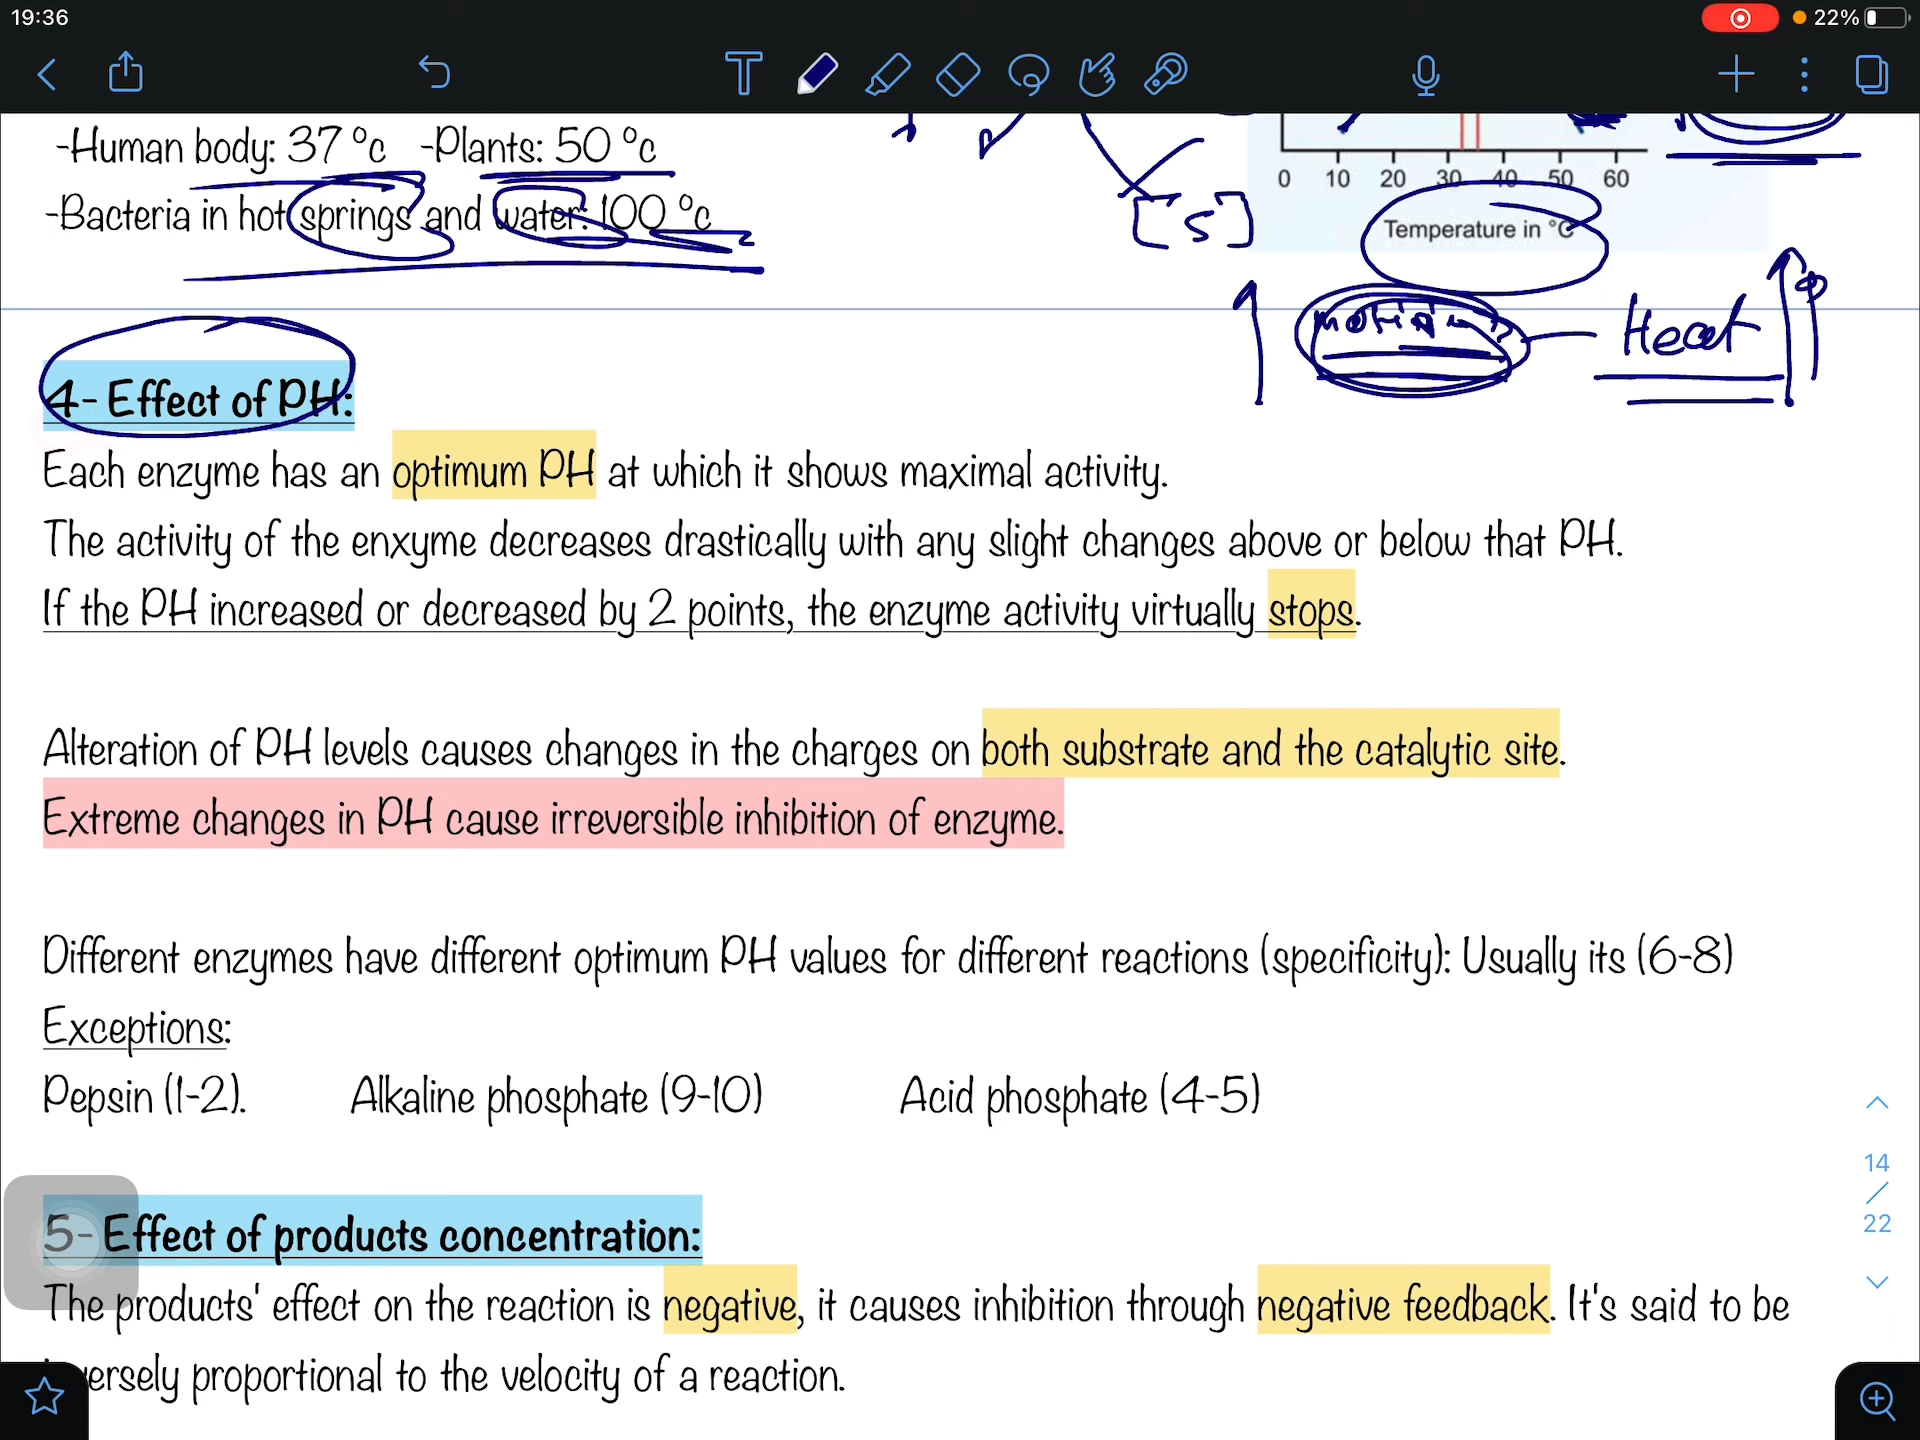 19:36
22%
-Human body: 37 °c -Plants: 50 °c
-Bacteria in hot springs and water: 100 °c
[S]
0 10 20 30 40 50 60
Temperature in °C
Heat
4- Effect of PH:
Each enzyme has an optimum PH at which it shows maximal activity.
The activity of the enxyme decreases drastically with any slight changes above or below that PH.
If the PH increased or decreased by 2 points, the enzyme activity virtually stops.
Alteration of PH levels causes changes in the charges on both substrate and the catalytic site.
Extreme changes in PH cause irreversible inhibition of enzyme.
Different enzymes have different optimum PH values for different reactions (specificity): Usually its (6-8)
Exceptions:
Pepsin (1-2). Alkaline phosphate (9-10) Acid phosphate (4-5)
14
/
22
5- Effect of products concentration:
The products' effect on the reaction is negative, it causes inhibition through negative feedback. It's said to be
ersely proportional to the velocity of a reaction.